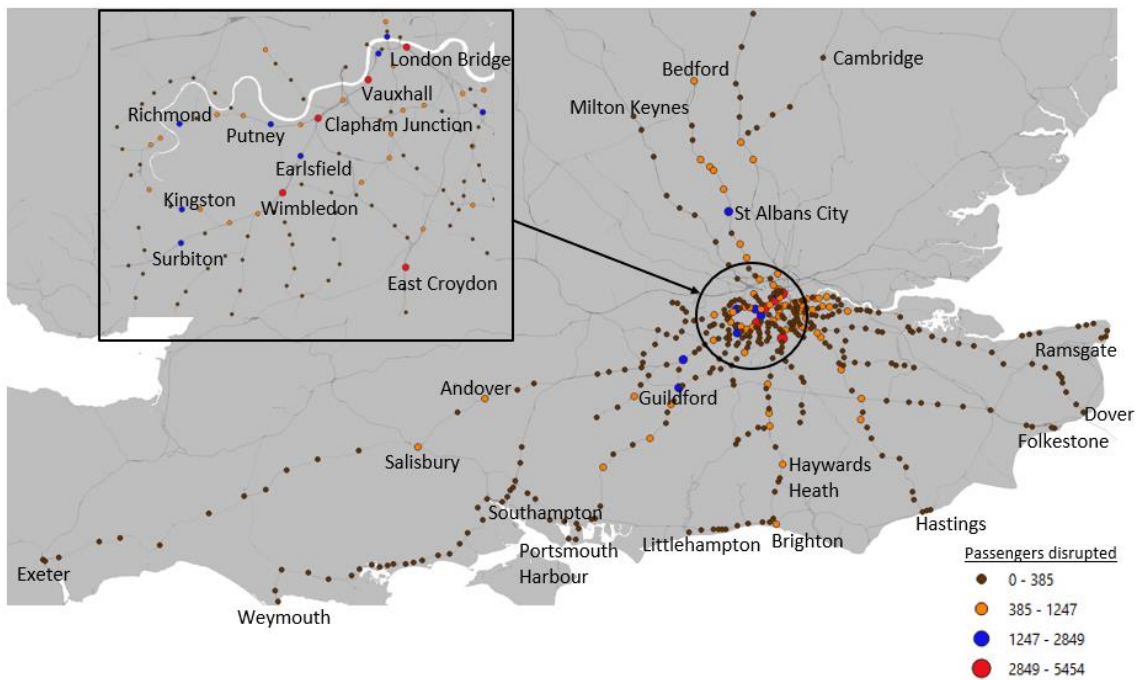 London Bridge
Vauxhall
Richmond
Putney
Clapham Junction
Earlsfield
Kingston
Wimbledon
Surbiton
East Croydon
Cambridge
Bedford
Milton Keynes
St Albans City
Ramsgate
Andover
Guildford
Dover
Folkestone
Salisbury
Haywards
Heath
Southampton
Hastings
Portsmouth
Harbour
Littlehampton
Brighton
Exeter
Weymouth
Passengers disrupted
0 - 385
385 - 1247
1247 - 2849
2849 - 5454